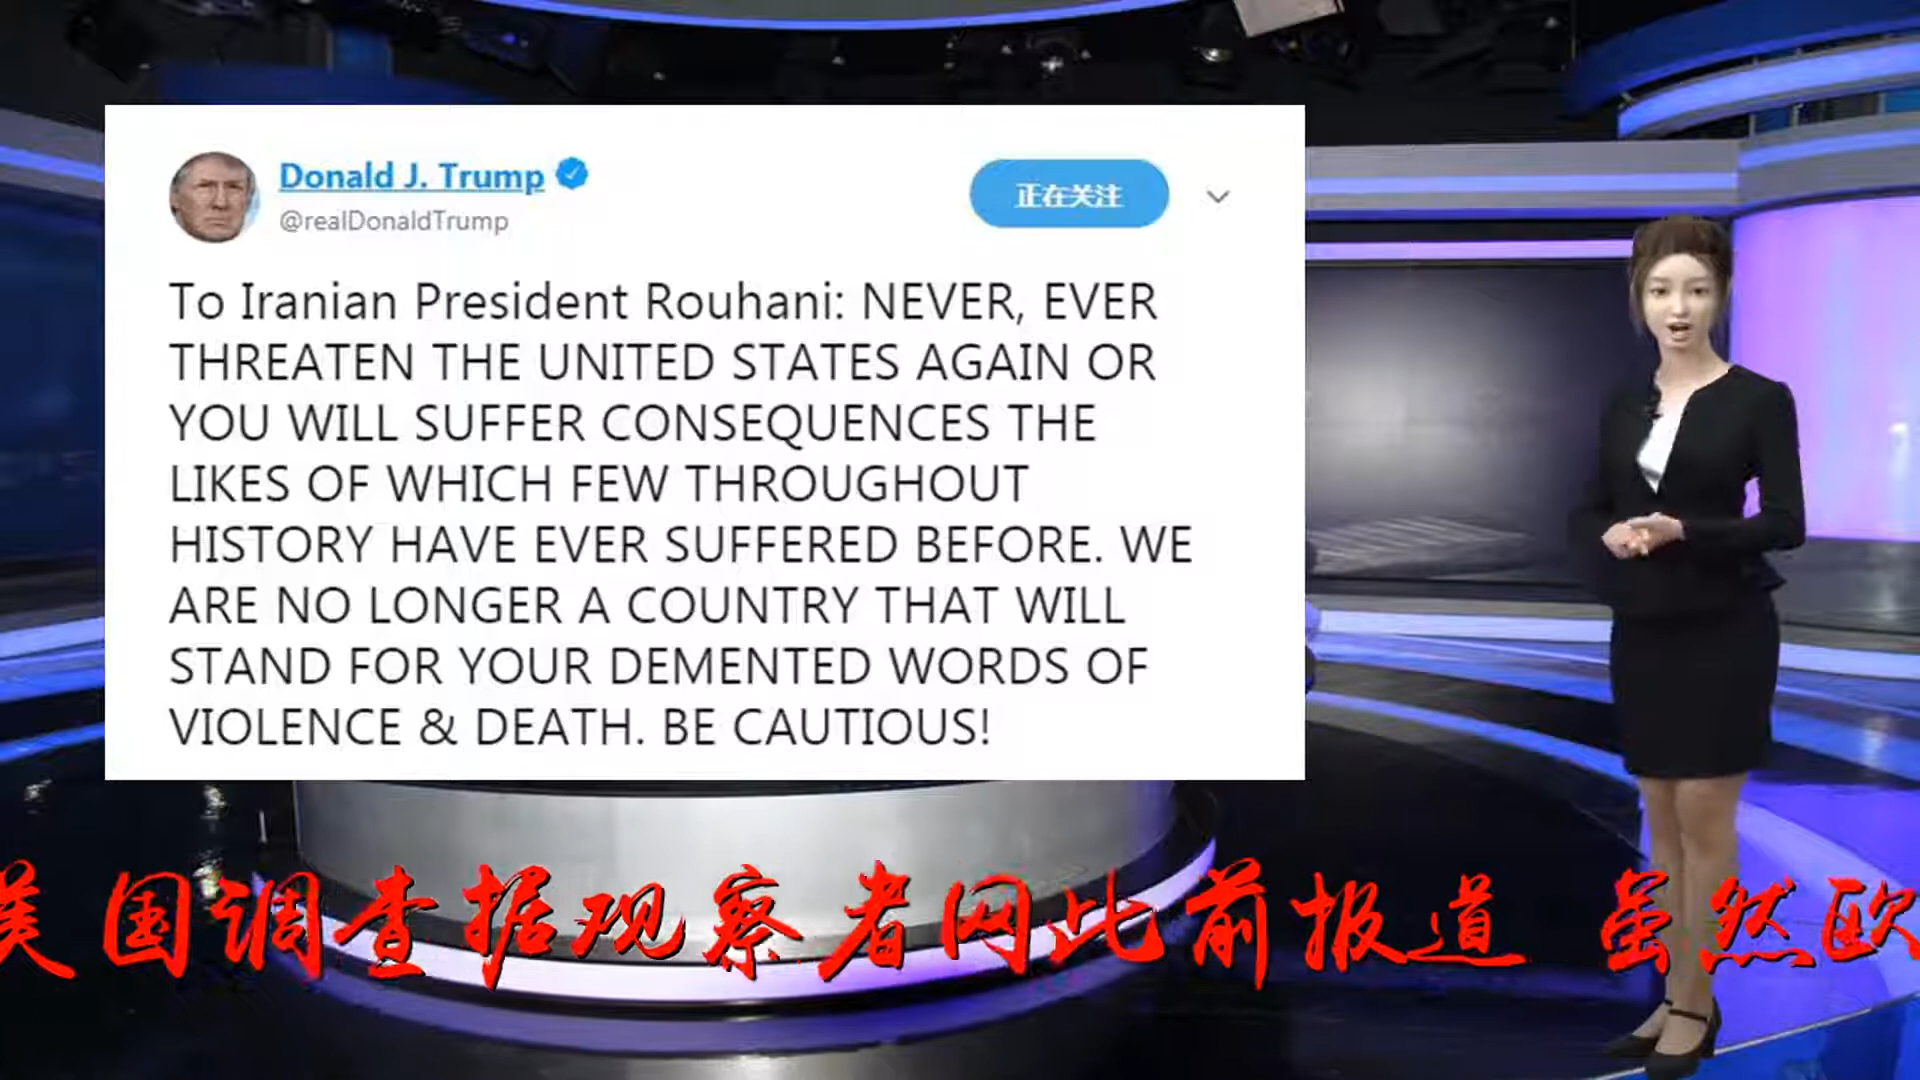 Donald J. Trump
@realDonaldTrump
正在关注
To Iranian President Rouhani: NEVER, EVER
THREATEN THE UNITED STATES AGAIN OR
YOU WILL SUFFER CONSEQUENCES THE
LIKES OF WHICH FEW THROUGHOUT
HISTORY HAVE EVER SUFFERED BEFORE. WE
ARE NO LONGER A COUNTRY THAT WILL
STAND FOR YOUR DEMENTED WORDS OF
VIOLENCE & DEATH. BE CAUTIOUS!
美国调查据观察者网此前报道 虽然欧